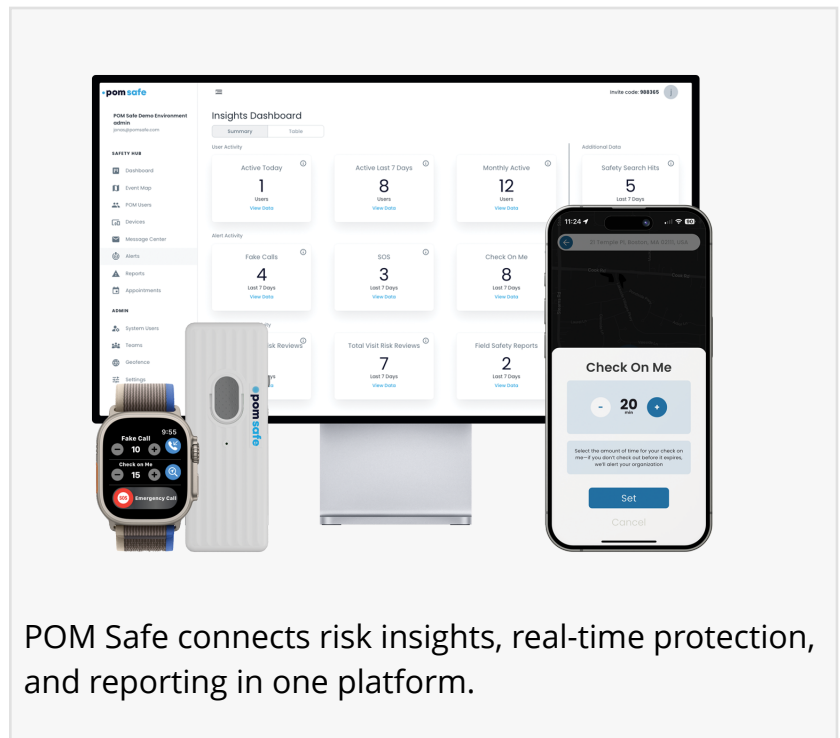 pom safe
invite code: 988365
j
POM Safe Demo Environment
admin
jonas@pomsafe.com
SAFETY HUB
Dashboard
Event Map
POM Users
Devices
Message Center
Alerts
Reports
Appointments
ADMIN
System Users
Teams
Geofence
Settings
Insights Dashboard
Summary
Table
User Activity
Additional Data
Active Today
1
Users
View Data
Active Last 7 Days
8
Users
View Data
Monthly Active
12
Users
View Data
Safety Search Hits
5
Last 7 Days
Alert Activity
Fake Calls
4
Last 7 Days
View Data
SOS
3
Last 7 Days
View Data
Check On Me
8
Last 7 Days
View Data
sk Reviews
Total Visit Risk Reviews
7
Last 7 Days
View Data
Field Safety Reports
2
Last 7 Days
View Data
9:55
Fake Call
10
Check on Me
15
SOS
Emergency Call
pom safe
11:24
60
21 Temple Pl, Boston, MA 02111, USA
Check On Me
20
min
Select the amount of time for your check on
me—if you don't check out before it expires,
we'll alert your organization
Set
Cancel
POM Safe connects risk insights, real-time protection,
and reporting in one platform.